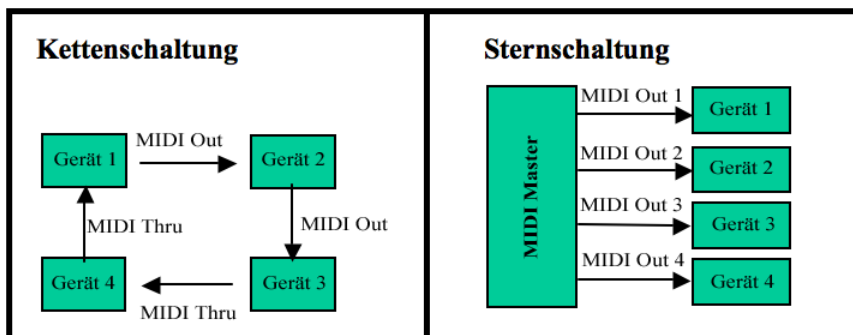 Kettenschaltung
Gerät 1
MIDI Out
Gerät 2
MIDI Thru
MIDI Out
Gerät 4
Gerät 3
MIDI Thru
Sternschaltung
MIDI Master
MIDI Out 1
Gerät 1
MIDI Out 2
Gerät 2
MIDI Out 3
Gerät 3
MIDI Out 4
Gerät 4